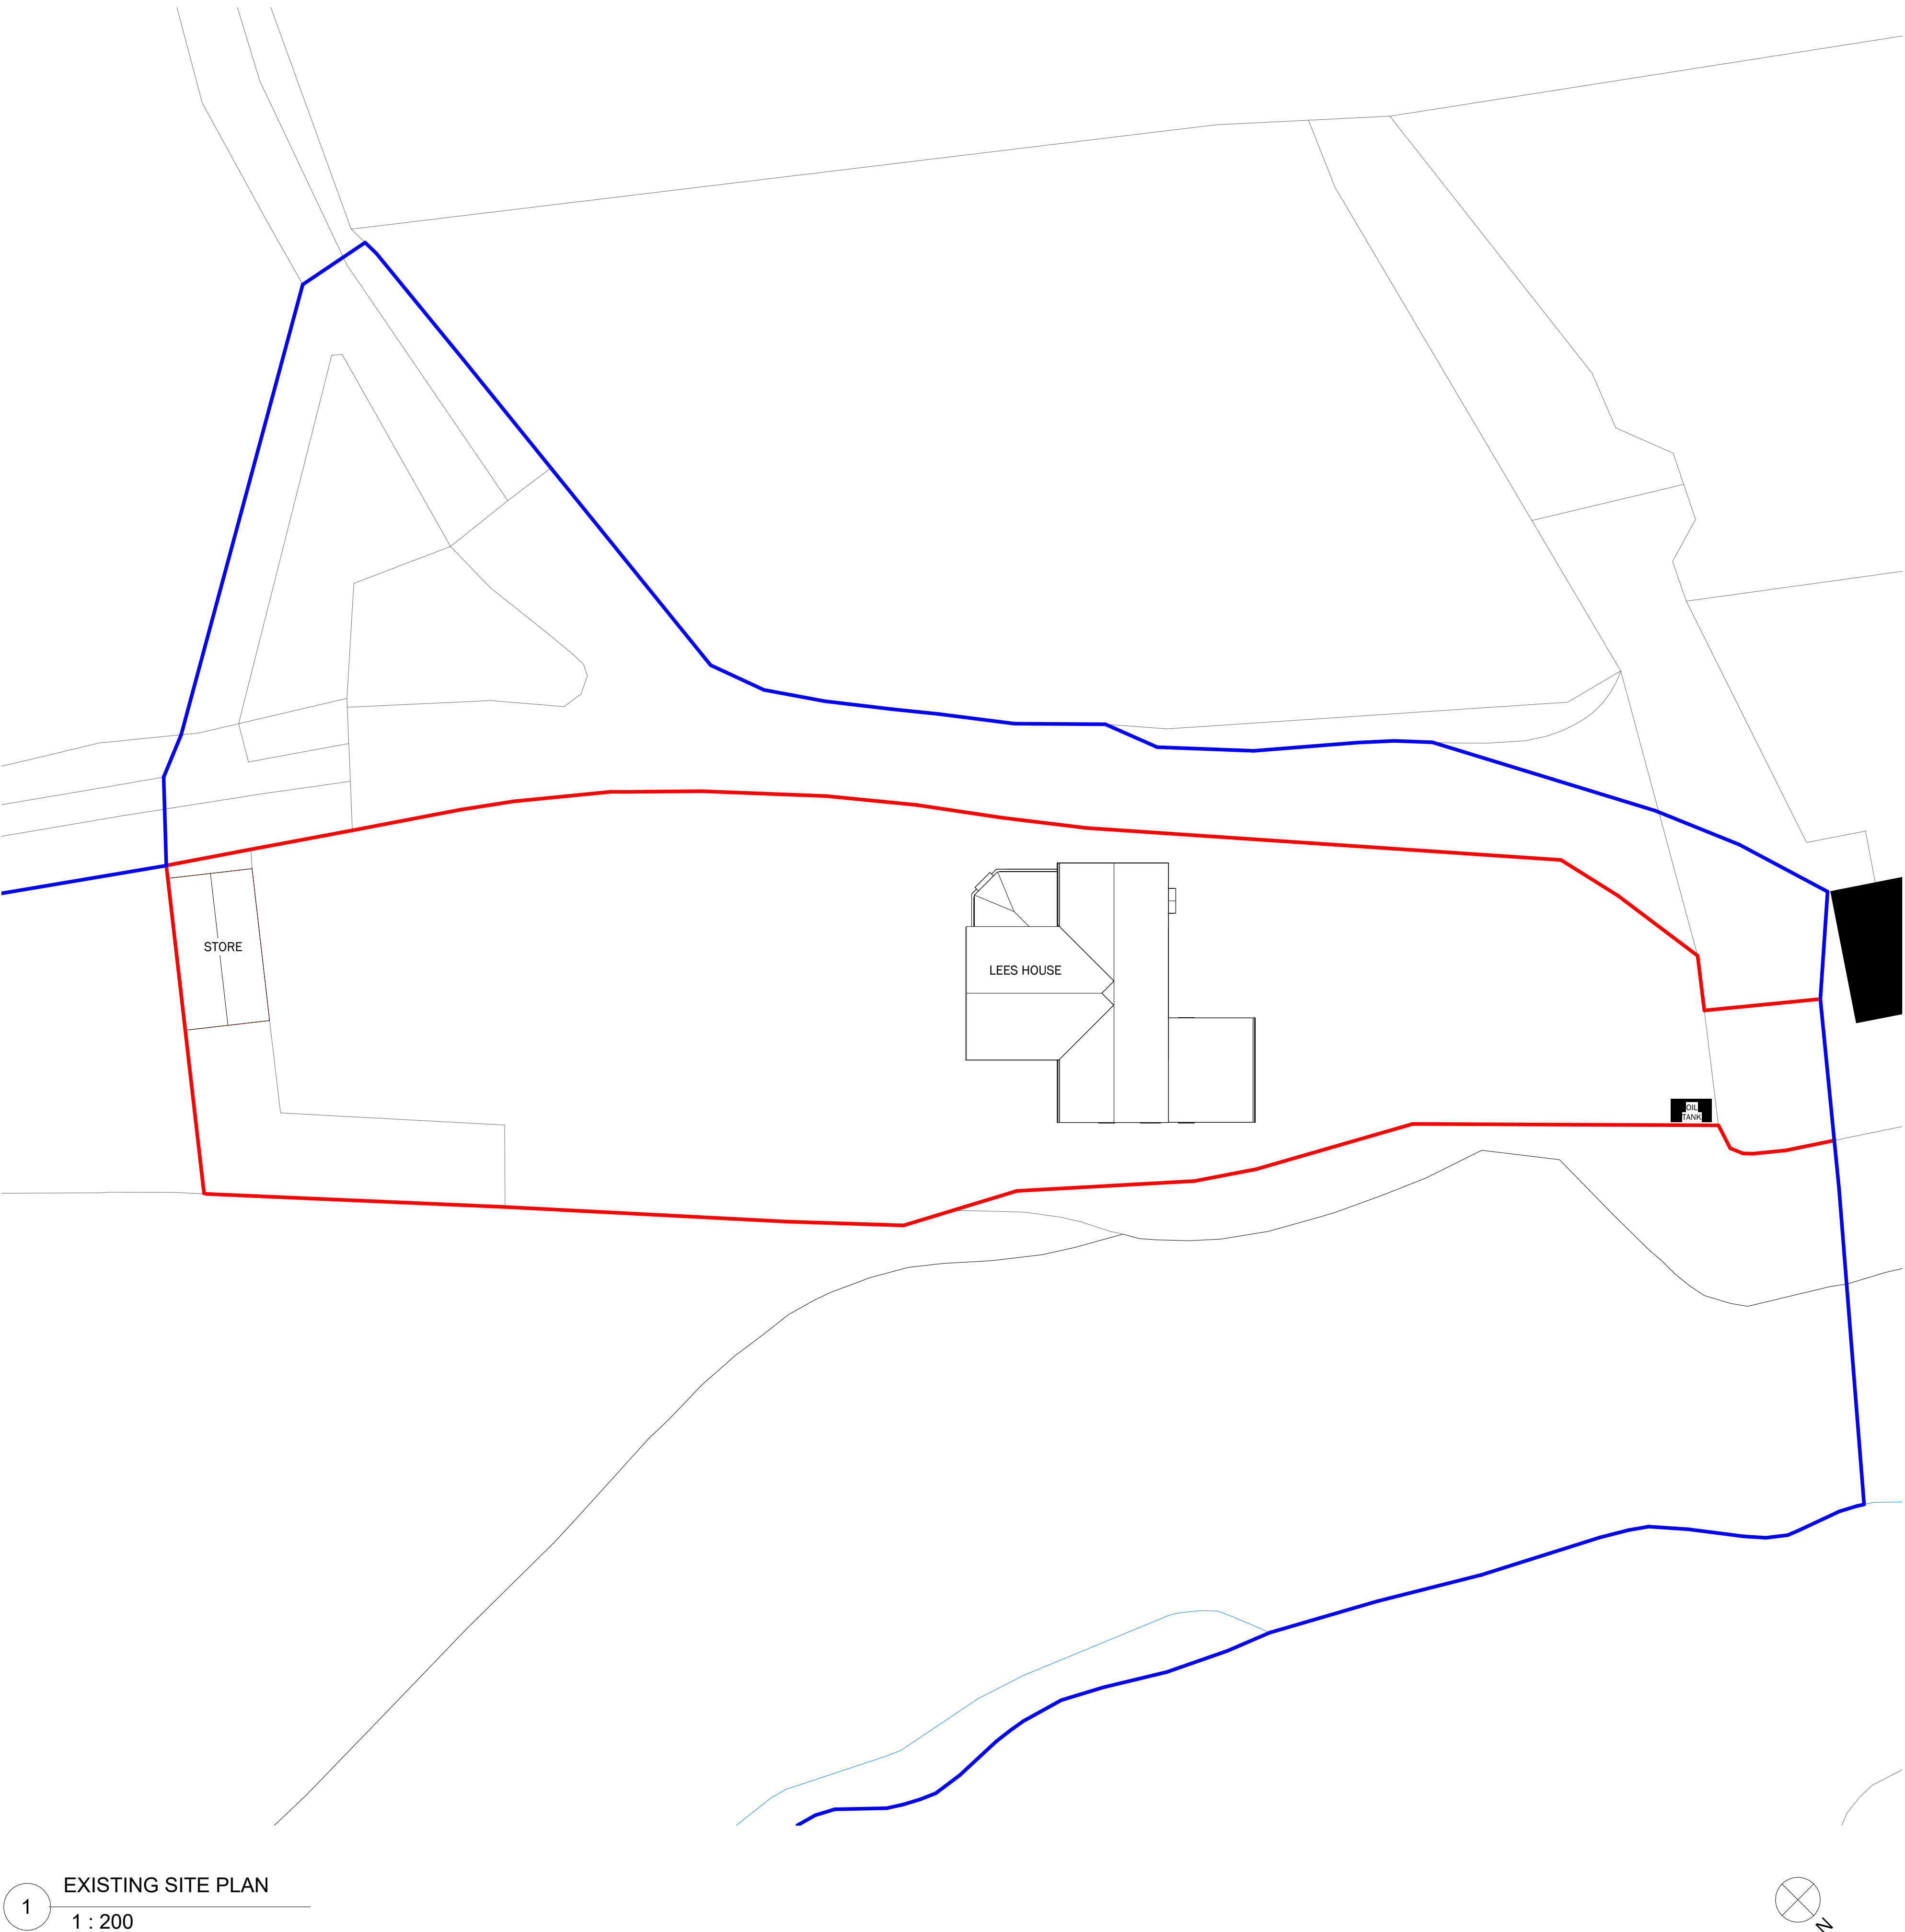 STORE
LEES HOUSE
OIL
TANK
1
EXISTING SITE PLAN
1 : 200
N